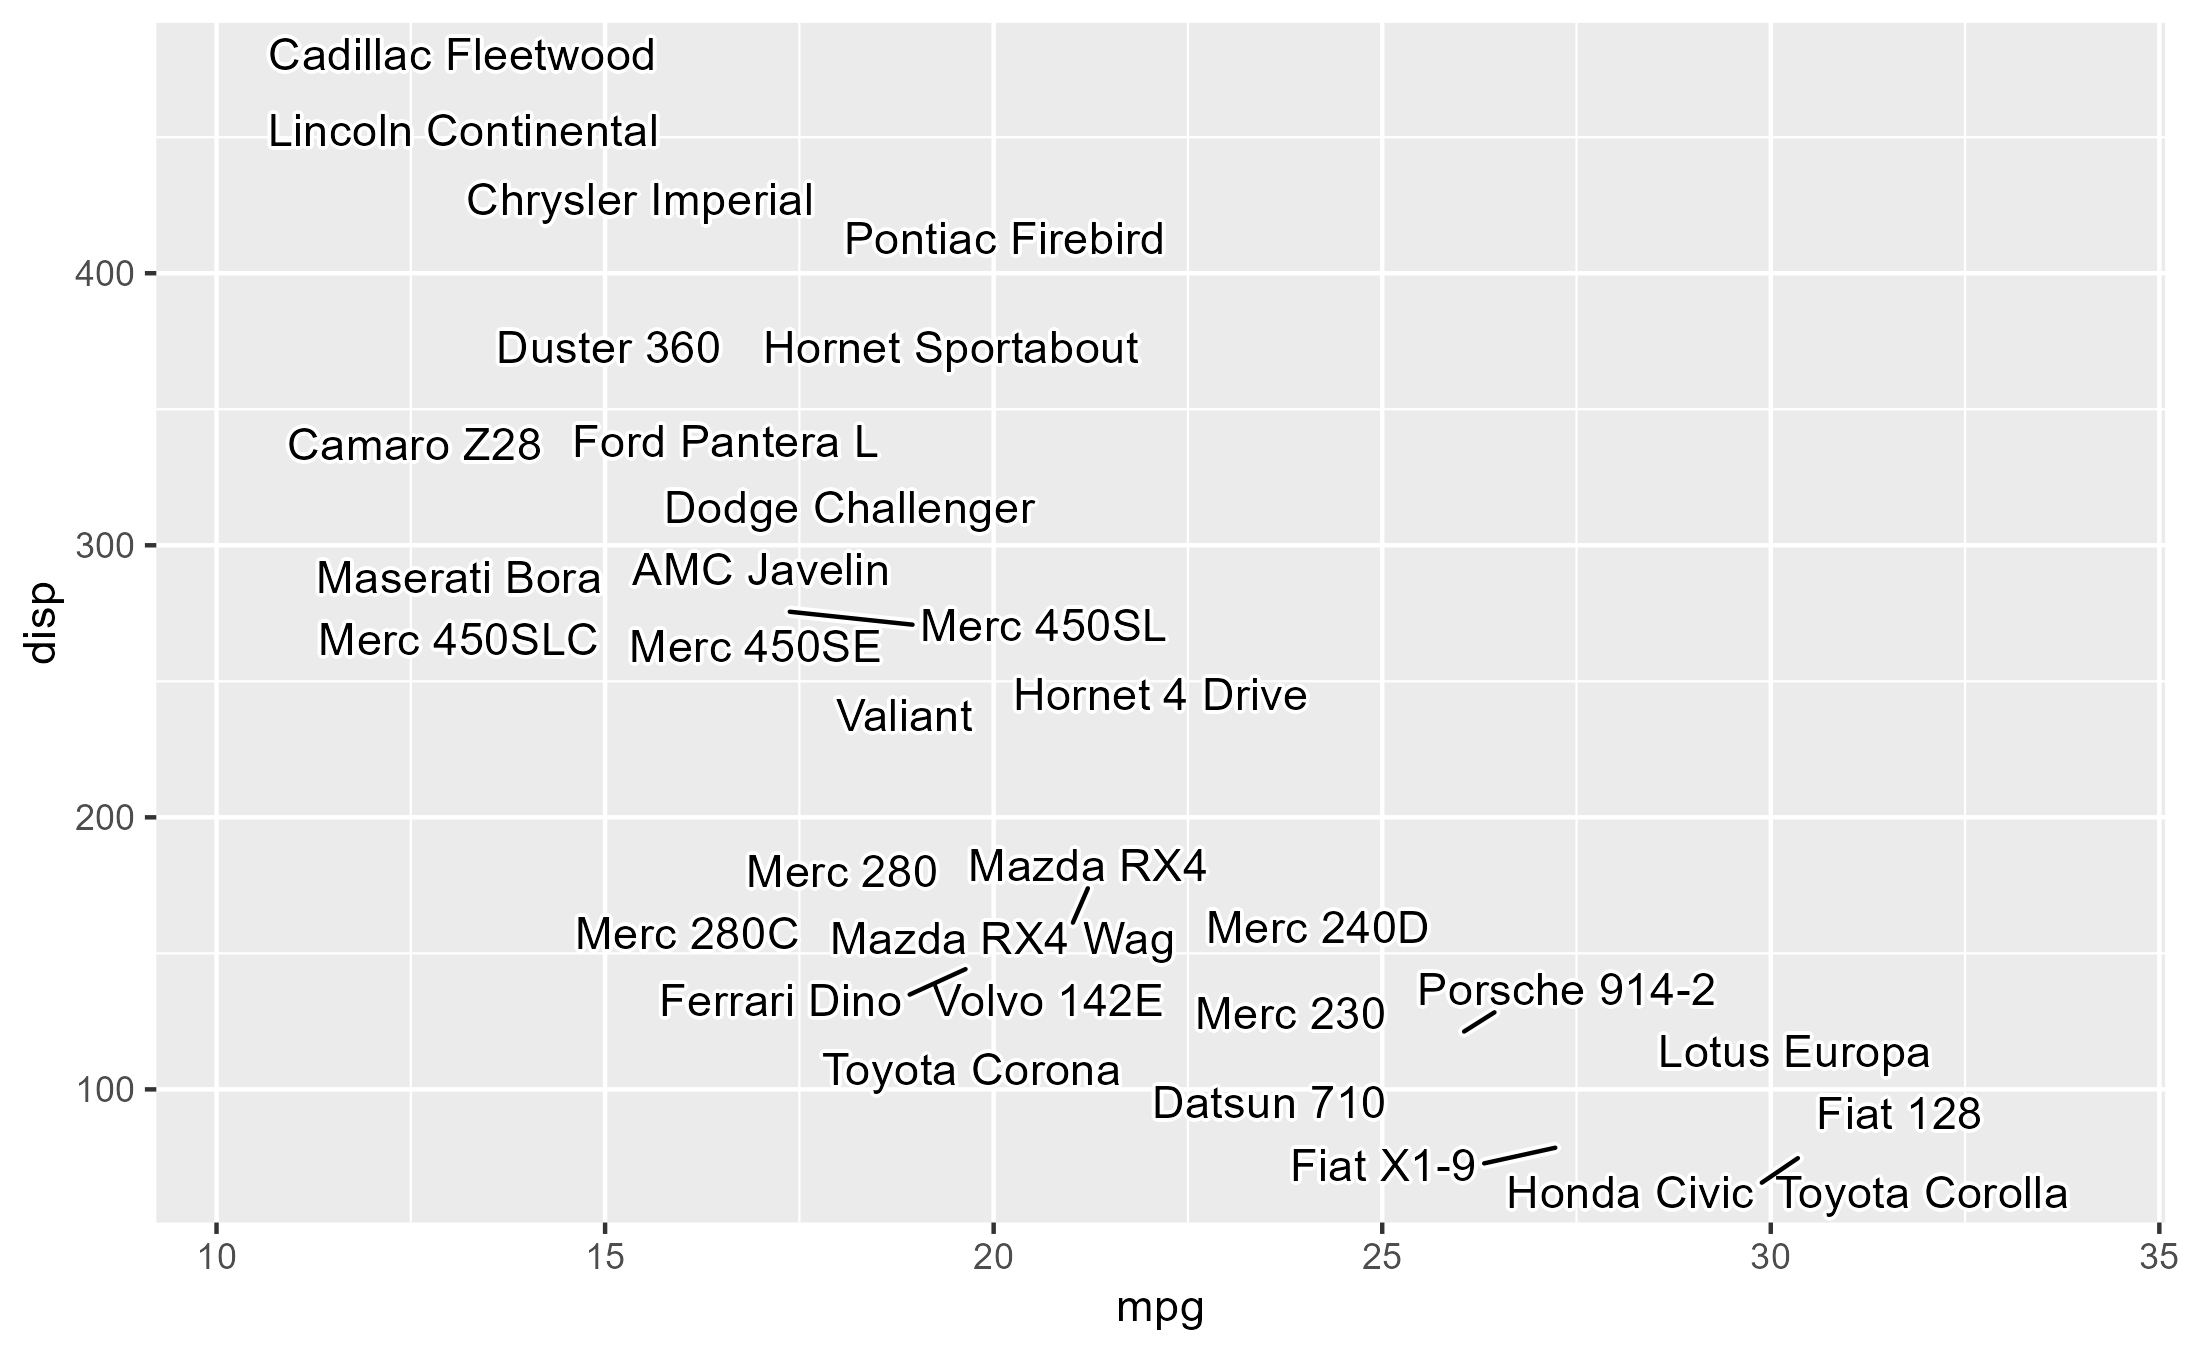 Cadillac Fleetwood
Lincoln Continental
Chrysler Imperial
Pontiac Firebird
400
Duster 360 Hornet Sportabout
Camaro Z28 Ford Pantera L
Dodge Challenger
300
Maserati Bora AMC Javelin
disp
Merc 450SL
Merc 450SLC Merc 450SE
Hornet 4 Drive
Valiant
200
Merc 280 Mazda RX4
Merc 280C Mazda RX4 Wag Merc 240D
Porsche 914-2
Ferrari Dino Volvo 142E Merc 230
Lotus Europa
Toyota Corona
100
Datsun 710 Fiat 128
Fiat X1-9
Honda Civic Toyota Corolla
10 15 20 25 30 35
mpg